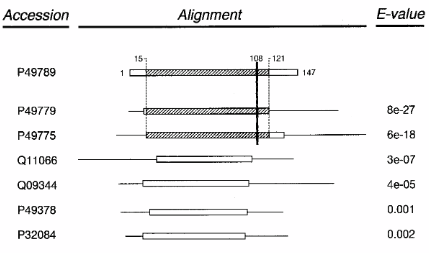 Accession Alignment E-value
15 108 121
P49789 1 147
P49779 8e-27
P49775 6e-18
Q11066 3e-07
Q09344 4e-05
P49378 0.001
P32084 0.002